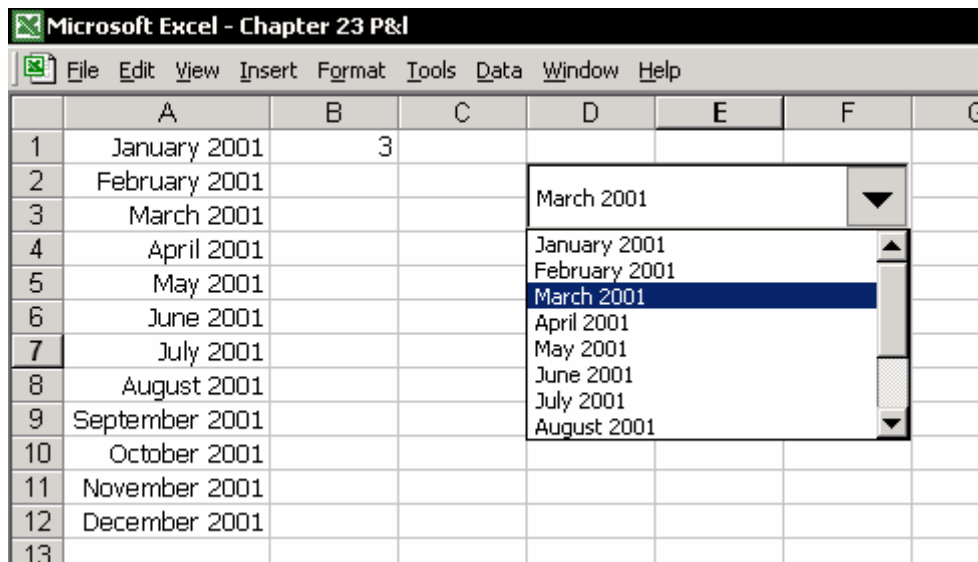 Microsoft Excel - Chapter 23 P&l
File Edit View Insert Format Tools Data Window Help
A B C D E F G
1 January 2001 3
2 February 2001
March 2001
3 March 2001
4 April 2001 January 2001
5 May 2001 February 2001
March 2001
6 June 2001 April 2001
7 July 2001 May 2001
8 August 2001 June 2001
July 2001
9 September 2001 August 2001
10 October 2001
11 November 2001
12 December 2001
13